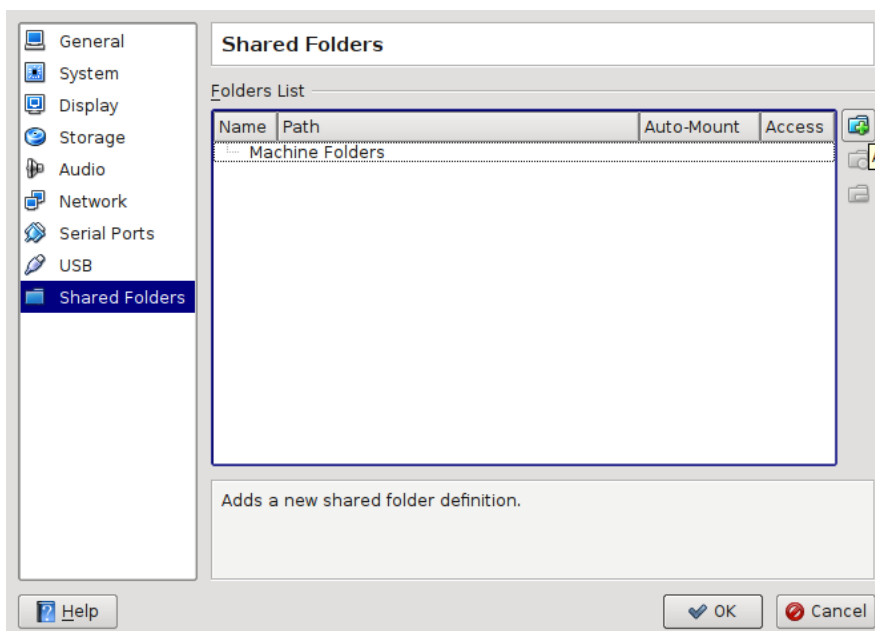 General
System
Display
Storage
Audio
Network
Serial Ports
USB
Shared Folders
Shared Folders
Folders List
Name Path Auto-Mount Access
Machine Folders
Adds a new shared folder definition.
Help
OK
Cancel